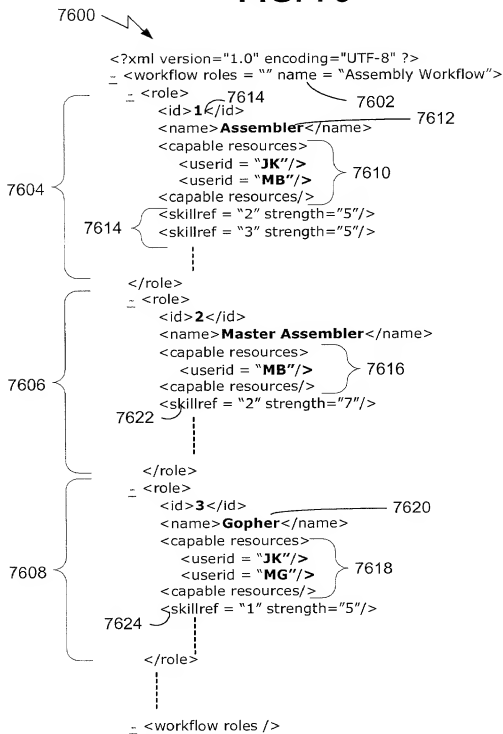 7600
<?xml version="1.0" encoding="UTF-8" ?>
- <workflow roles = “” name = “Assembly Workflow”>
- <role> 7614 7602
<id>1</id> 7612
<name>Assembler</name>
<capable resources>
<userid = “JK”/> 7610
7604 <userid = “MB”/>
<capable resources/>
7614 <skillref = “2” strength=”5”/>
<skillref = “3” strength=”5”/>
</role>
- <role>
<id>2</id>
<name>Master Assembler</name>
<capable resources>
7606 <userid = “MB”/> 7616
<capable resources/>
7622 <skillref = “2” strength=”7”/>
</role>
- <role>
<id>3</id> 7620
<name>Gopher</name>
<capable resources>
7608 <userid = “JK”/> 7618
<userid = “MG”/>
<capable resources/>
7624 <skillref = “1” strength=”5”/>
</role>
- <workflow roles />